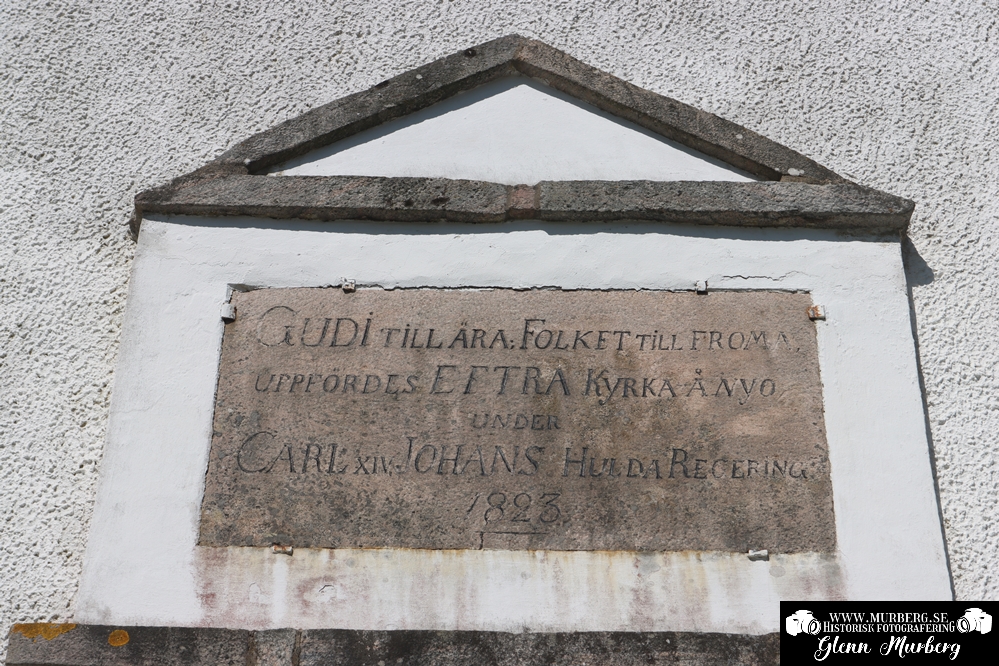 GUDI TILL ÄRA: FOLKET TILL FROMA,
UPPFÖRDES EFTRA KYRKA Å NYO,
UNDER
CARL XIV. JOHANS HULDA REGERING.
1823.
WWW.MURBERG.SE
HISTORISK FOTOGRAFERING
Glenn Murberg